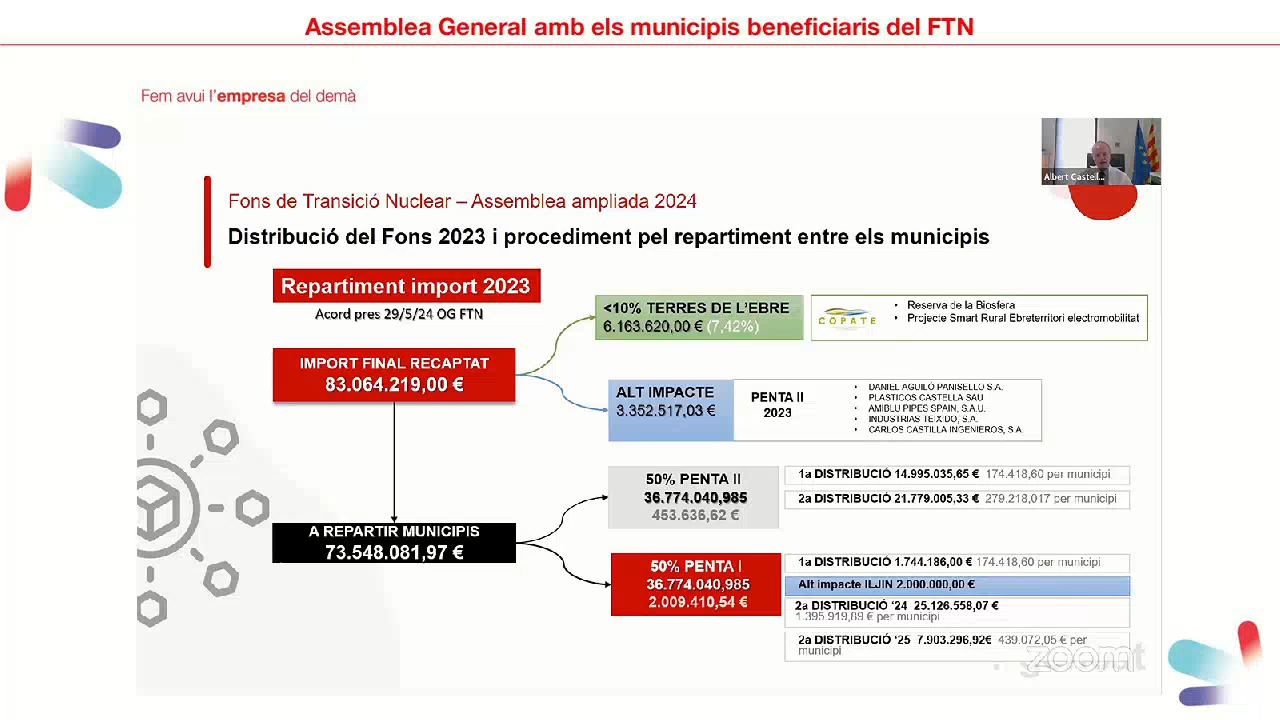 Assemblea General amb els municipis beneficiaris del FTN
Fem avui l'empresa del demà
Albert Castell...
Fons de Transició Nuclear – Assemblea ampliada 2024
Distribució del Fons 2023 i procediment pel repartiment entre els municipis
Repartiment import 2023
Acord pres 29/5/24 OG FTN
IMPORT FINAL RECAPTAT
83.064.219,00 €
<10% TERRES DE L'EBRE
6.163.620,00 € (7,42%)
COPATE
• Reserva de la Biosfera
• Projecte Smart Rural Ebreterritori electromobilitat
ALT IMPACTE
3.352.517,03 €
PENTA II
2023
• DANIEL AGUILÓ PANISELLO S.A.
• PLASTICOS CASTELLA SAU
• AMIBLU PIPES SPAIN, S.A.U.
• INDUSTRIAS TEIXIDO, S.A.
• CARLOS CASTILLA INGENIEROS, S.A.
A REPARTIR MUNICIPIS
73.548.081,97 €
50% PENTA II
36.774.040,985
453.636,62 €
1a DISTRIBUCIÓ 14.995.035,65 € 174.418,60 per municipi
2a DISTRIBUCIÓ 21.779.005,33 € 279.218,017 per municipi
50% PENTA I
36.774.040,985
2.009.410,54 €
1a DISTRIBUCIÓ 1.744.186,00 € 174.418,60 per municipi
Alt impacte ILJIN 2.000.000,00 €
2a DISTRIBUCIÓ '24 25.126.558,07 €
1.395.919,89 per municipi
2a DISTRIBUCIÓ '25 7.903.296,92€ 439.072,05 € per
municipi